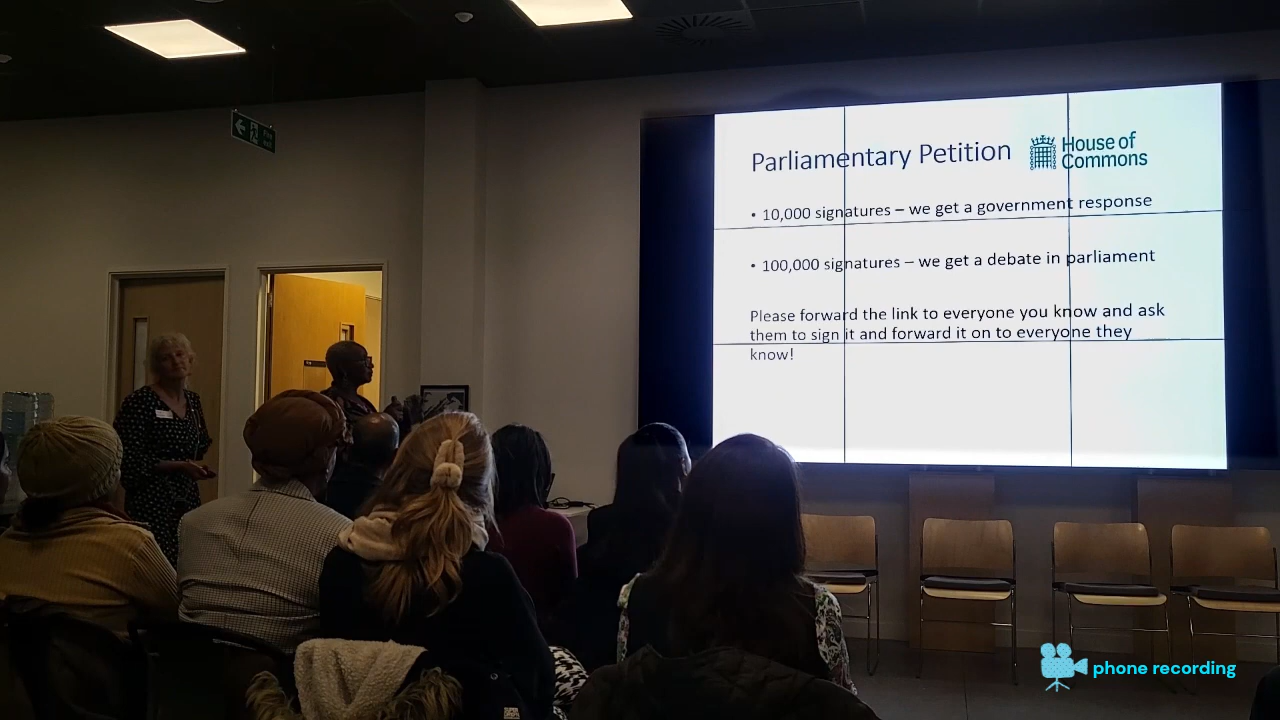 Parliamentary Petition
House of
Commons
• 10,000 signatures – we get a government response
• 100,000 signatures – we get a debate in parliament
Please forward the link to everyone you know and ask
them to sign it and forward it on to everyone they
know!
phone recording